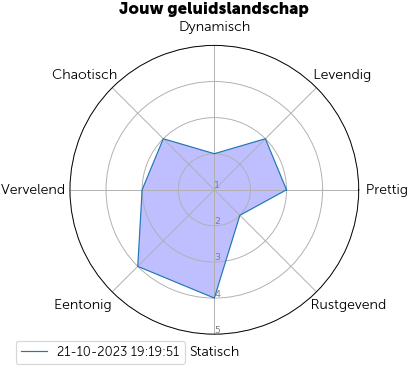 Jouw geluidslandschap
Dynamisch
Chaotisch
Levendig
Vervelend
Prettig
1
2
3
4
5
Eentonig
Rustgevend
21-10-2023 19:19:51
Statisch